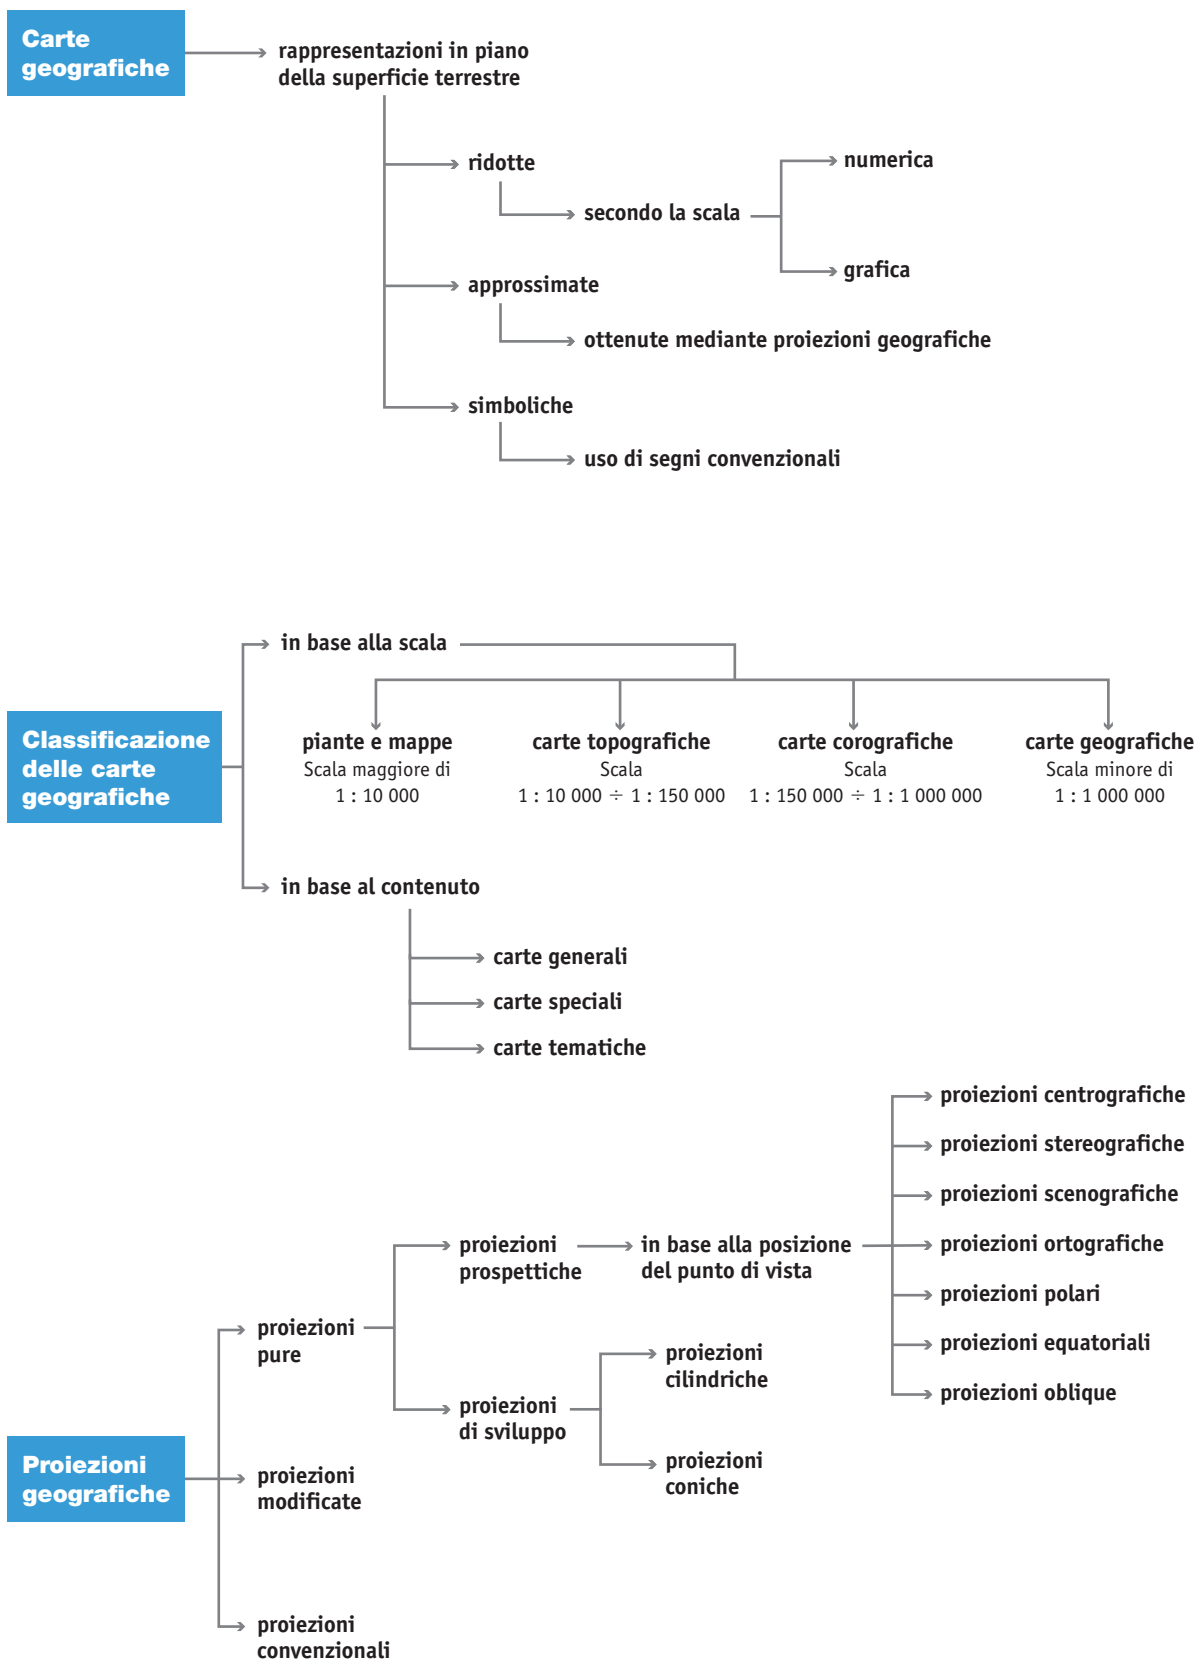 Carte
geografiche
rappresentazioni in piano
della superficie terrestre
ridotte
numerica
secondo la scala
grafica
approssimate
ottenute mediante proiezioni geografiche
simboliche
uso di segni convenzionali
Classificazione
delle carte
geografiche
in base alla scala
piante e mappe
Scala maggiore di
1 : 10 000
carte topografiche
Scala
1 : 10 000 ÷ 1 : 150 000
carte corografiche
Scala
1 : 150 000 ÷ 1 : 1 000 000
carte geografiche
Scala minore di
1 : 1 000 000
in base al contenuto
carte generali
carte speciali
carte tematiche
Proiezioni
geografiche
proiezioni
pure
proiezioni
prospettiche
in base alla posizione
del punto di vista
proiezioni centrografiche
proiezioni stereografiche
proiezioni scenografiche
proiezioni ortografiche
proiezioni polari
proiezioni equatoriali
proiezioni oblique
proiezioni
di sviluppo
proiezioni
cilindriche
proiezioni
coniche
proiezioni
modificate
proiezioni
convenzionali